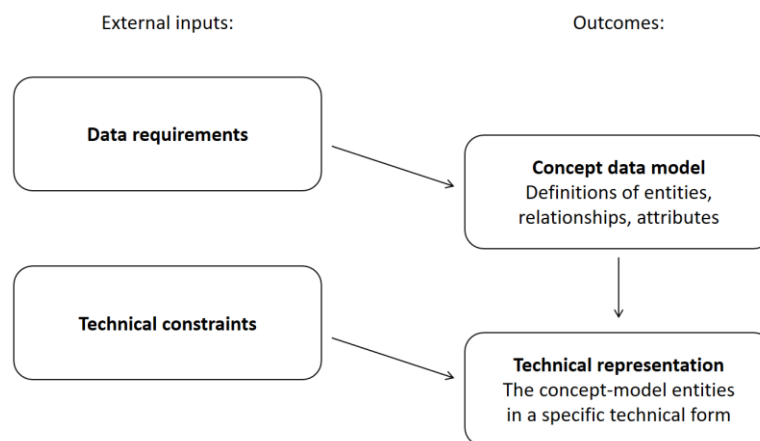 External inputs:
Outcomes:
Data requirements
Concept data model
Definitions of entities,
relationships, attributes
Technical constraints
Technical representation
The concept-model entities
in a specific technical form